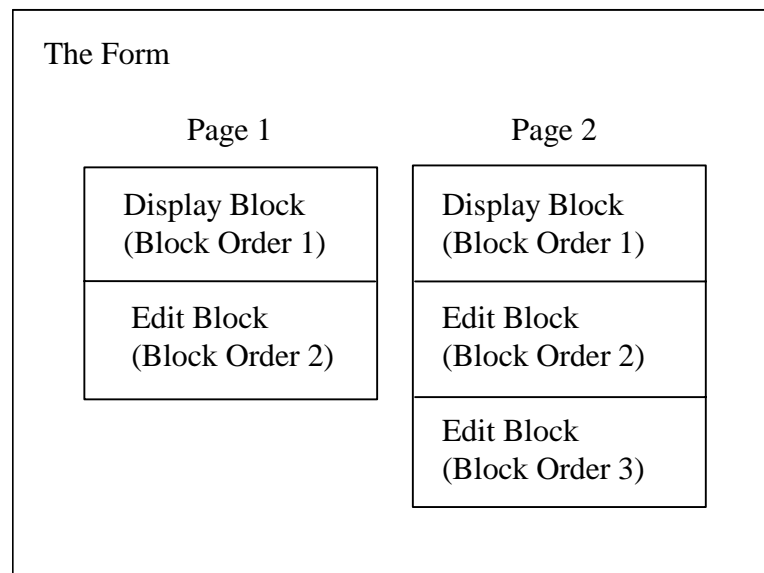 The Form
Page 1
Display Block
(Block Order 1)
Edit Block
(Block Order 2)
Page 2
Display Block
(Block Order 1)
Edit Block
(Block Order 2)
Edit Block
(Block Order 3)